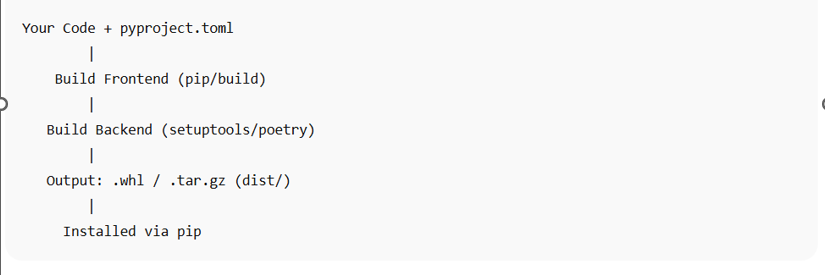 Your Code + pyproject.toml
|
Build Frontend (pip/build)
|
Build Backend (setuptools/poetry)
|
Output: .whl / .tar.gz (dist/)
|
Installed via pip